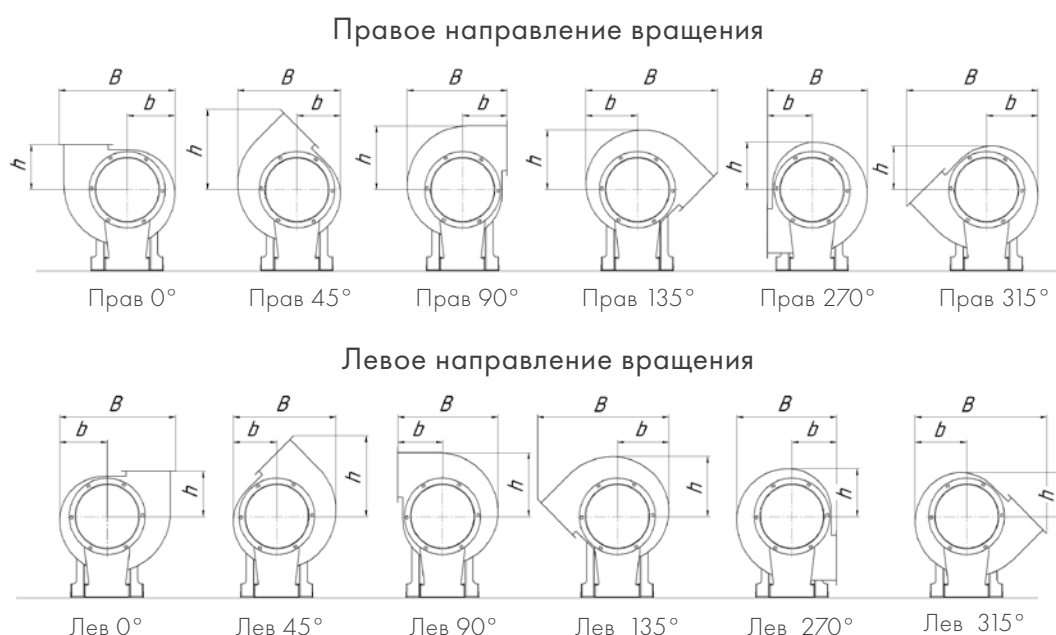 Правое направление вращения
B B B B B B
b b b b b b
h h h h h h
Прав 0° Прав 45° Прав 90° Прав 135° Прав 270° Прав 315°
Левое направление вращения
B B B B B B
b b b b b b
h h h h h h
Лев 0° Лев 45° Лев 90° Лев 135° Лев 270° Лев 315°